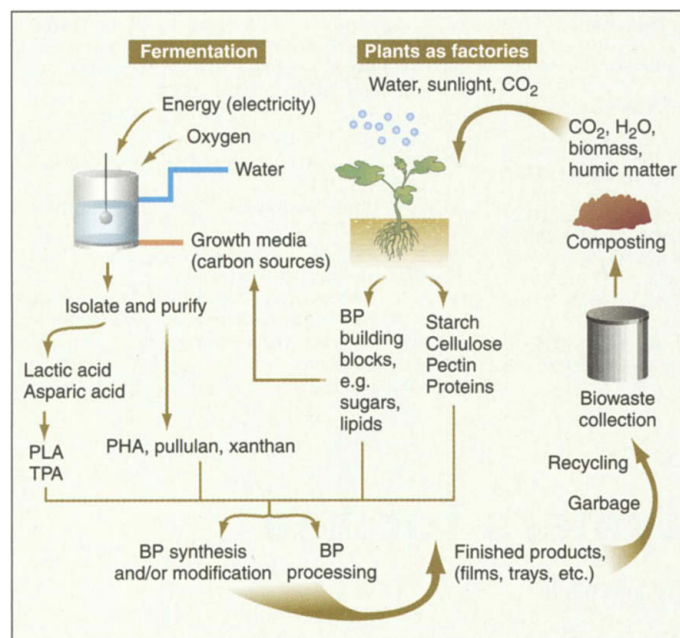 Fermentation
Plants as factories
Energy (electricity)
Oxygen
Water
Growth media
(carbon sources)
Isolate and purify
Lactic acid
Asparic acid
PLA
TPA
PHA, pullulan, xanthan
Water, sunlight, CO₂
BP
building
blocks,
e.g.
sugars,
lipids
Starch
Cellulose
Pectin
Proteins
CO₂, H₂O,
biomass,
humic matter
Composting
Biowaste
collection
Recycling
Garbage
BP synthesis
and/or modification
BP
processing
Finished products,
(films, trays, etc.)